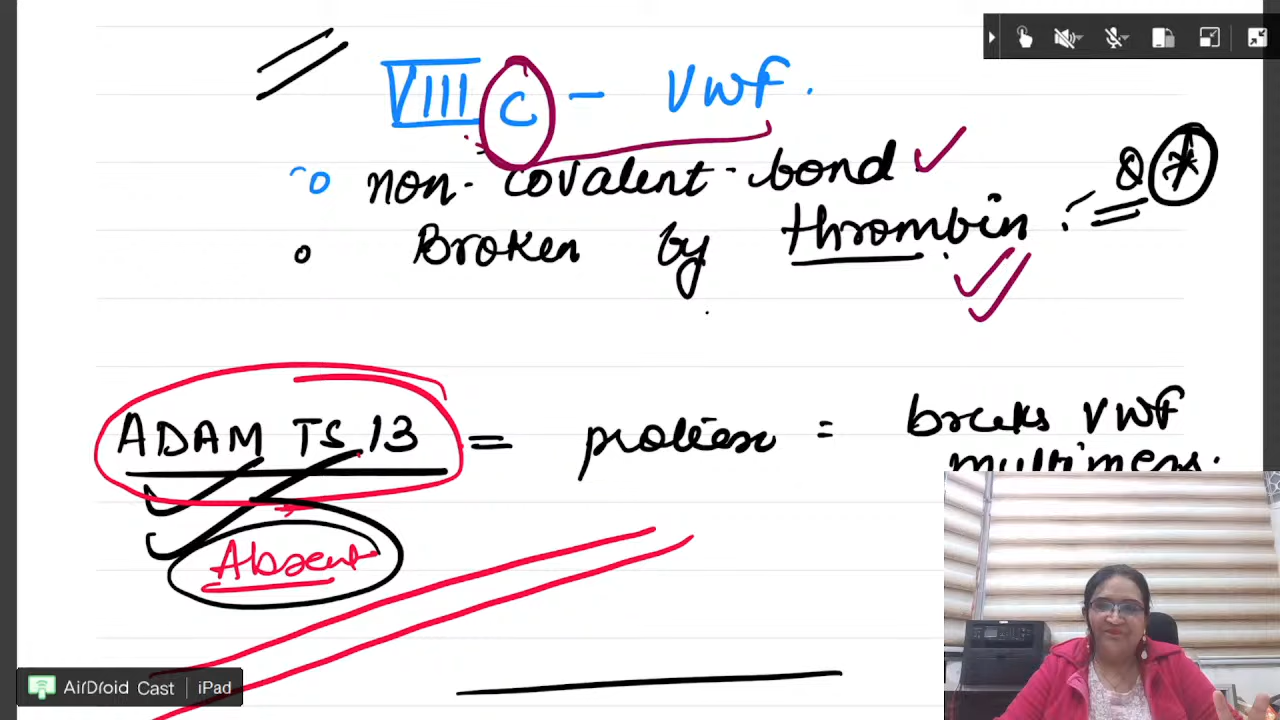 VIII C - VWF.
non-covalent-bond
Broken by thrombin Q *
ADAM TS 13 = protease = breaks VWF
multimers.
Absent
AirDroid Cast iPad